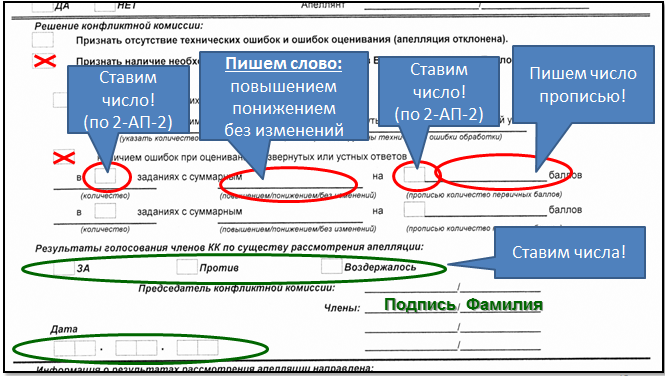 ДА НЕТ Апеллянт / /
Решение конфликтной комиссии:
Признать отсутствие технических ошибок и ошибок оценивания (апелляция отклонена).
Признать наличие
Ставим
число!
(по 2-АП-2)
Пишем слово:
повышением
понижением
без изменений
Ставим
число!
(по 2-АП-2)
Пишем число
прописью!
(указать количество ошибки обработки)
ошибок при оценивании развернутых или устных ответов
в заданиях с суммарным на баллов
(количество) (повышением/понижением/без изменений) (прописью количество первичных баллов)
в заданиях с суммарным на баллов
(количество) (повышением/понижением/без изменений) (прописью количество баллов)
Результаты голосования членов КК по существу рассмотрения апелляции:
Ставим числа!
ЗА Против Воздержалось
Председатель конфликтной комиссии: /
Члены: Подпись Фамилия
Дата
. .
Информация о результатах рассмотрения апелляции направлена: